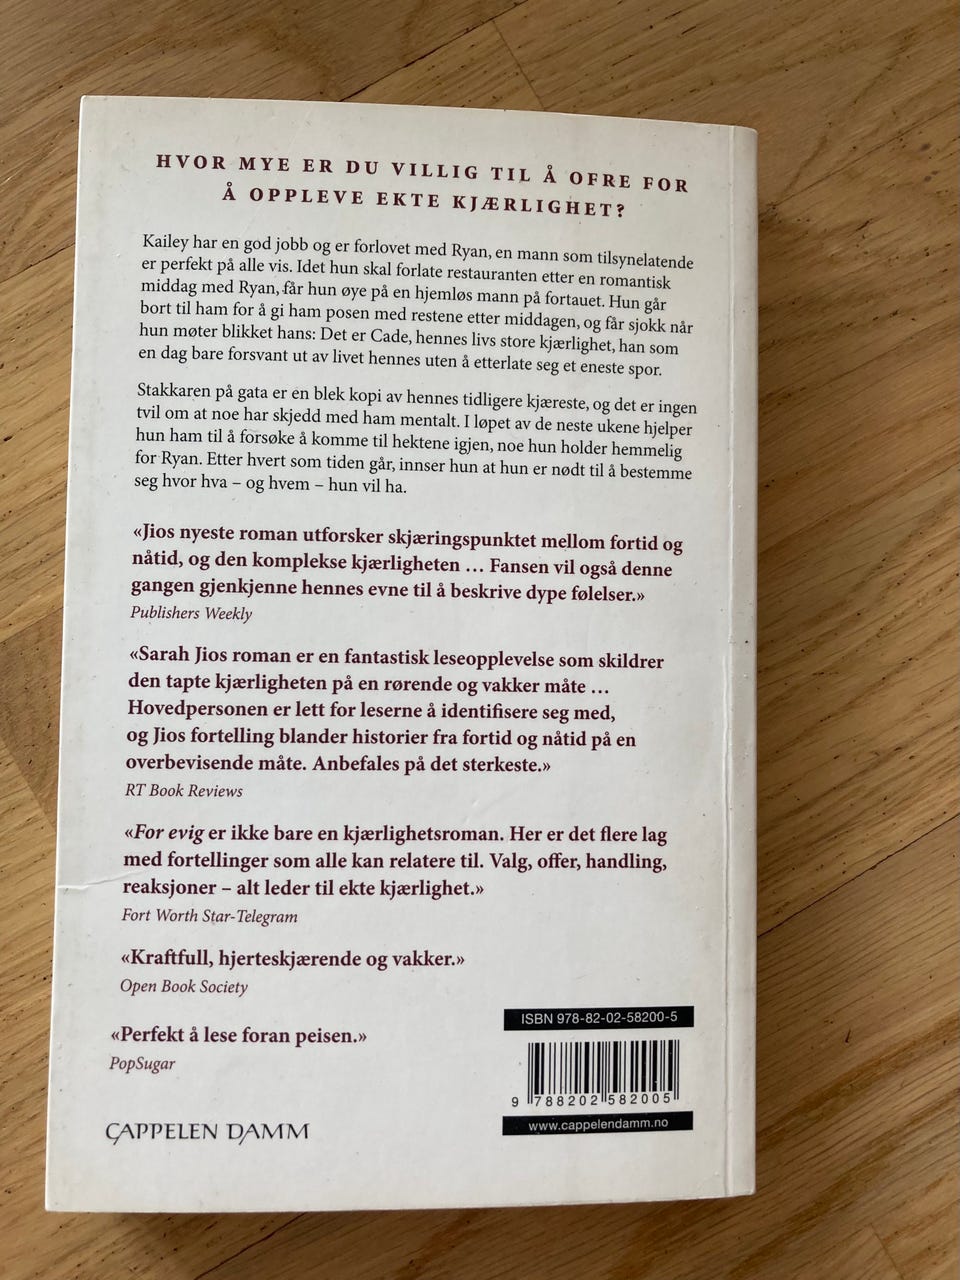 HVOR MYE ER DU VILLIG TIL Å OFRE FOR
Å OPPLEVE EKTE KJÆRLIGHET?
Kailey har en god jobb og er forlovet med Ryan, en mann som tilsynelatende
er perfekt på alle vis. Idet hun skal forlate restauranten etter en romantisk
middag med Ryan, får hun øye på en hjemløs mann på fortauet. Hun går
bort til ham for å gi ham posen med restene etter middagen, og får sjokk når
hun møter blikket hans: Det er Cade, hennes livs store kjærlighet, han som
en dag bare forsvant ut av livet hennes uten å etterlate seg et eneste spor.
Stakkaren på gata er en blek kopi av hennes tidligere kjæreste, og det er ingen
tvil om at noe har skjedd med ham mentalt. I løpet av de neste ukene hjelper
hun ham til å forsøke å komme til hektene igjen, noe hun holder hemmelig
for Ryan. Etter hvert som tiden går, innser hun at hun er nødt til å bestemme
seg hvor hva – og hvem – hun vil ha.
«Jios nyeste roman utforsker skjæringspunktet mellom fortid og
nåtid, og den komplekse kjærligheten … Fansen vil også denne
gangen gjenkjenne hennes evne til å beskrive dype følelser.»
Publishers Weekly
«Sarah Jios roman er en fantastisk leseopplevelse som skildrer
den tapte kjærligheten på en rørende og vakker måte …
Hovedpersonen er lett for leserne å identifisere seg med,
og Jios fortelling blander historier fra fortid og nåtid på en
overbevisende måte. Anbefales på det sterkeste.»
RT Book Reviews
«For evig er ikke bare en kjærlighetsroman. Her er det flere lag
med fortellinger som alle kan relatere til. Valg, offer, handling,
reaksjoner – alt leder til ekte kjærlighet.»
Fort Worth Star-Telegram
«Kraftfull, hjerteskjærende og vakker.»
Open Book Society
«Perfekt å lese foran peisen.»
PopSugar
CAPPELEN DAMM
ISBN 978-82-02-58200-5
9 788202 582005
www.cappelendamm.no